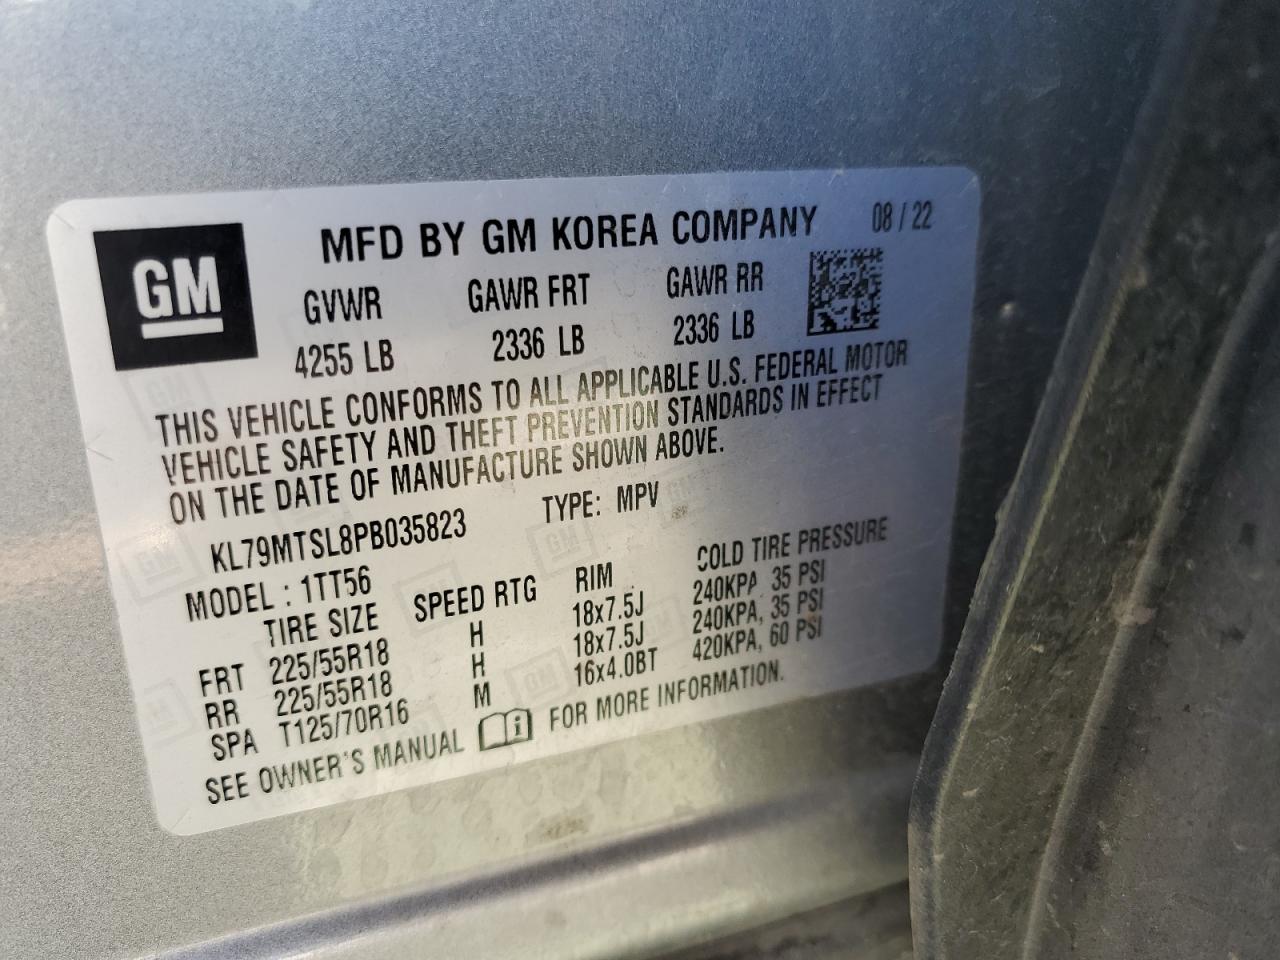 GM
MFD BY GM KOREA COMPANY 08 / 22
GVWR GAWR FRT GAWR RR
4255 LB 2336 LB 2336 LB
THIS VEHICLE CONFORMS TO ALL APPLICABLE U.S. FEDERAL MOTOR
VEHICLE SAFETY AND THEFT PREVENTION STANDARDS IN EFFECT
ON THE DATE OF MANUFACTURE SHOWN ABOVE.
KL79MTSL8PB035823 TYPE: MPV
MODEL : 1TT56
TIRE SIZE SPEED RTG RIM COLD TIRE PRESSURE
FRT 225/55R18 H 18x7.5J 240KPA, 35 PSI
RR 225/55R18 H 18x7.5J 240KPA, 35 PSI
SPA T125/70R16 M 16x4.0BT 420KPA, 60 PSI
SEE OWNER'S MANUAL FOR MORE INFORMATION.